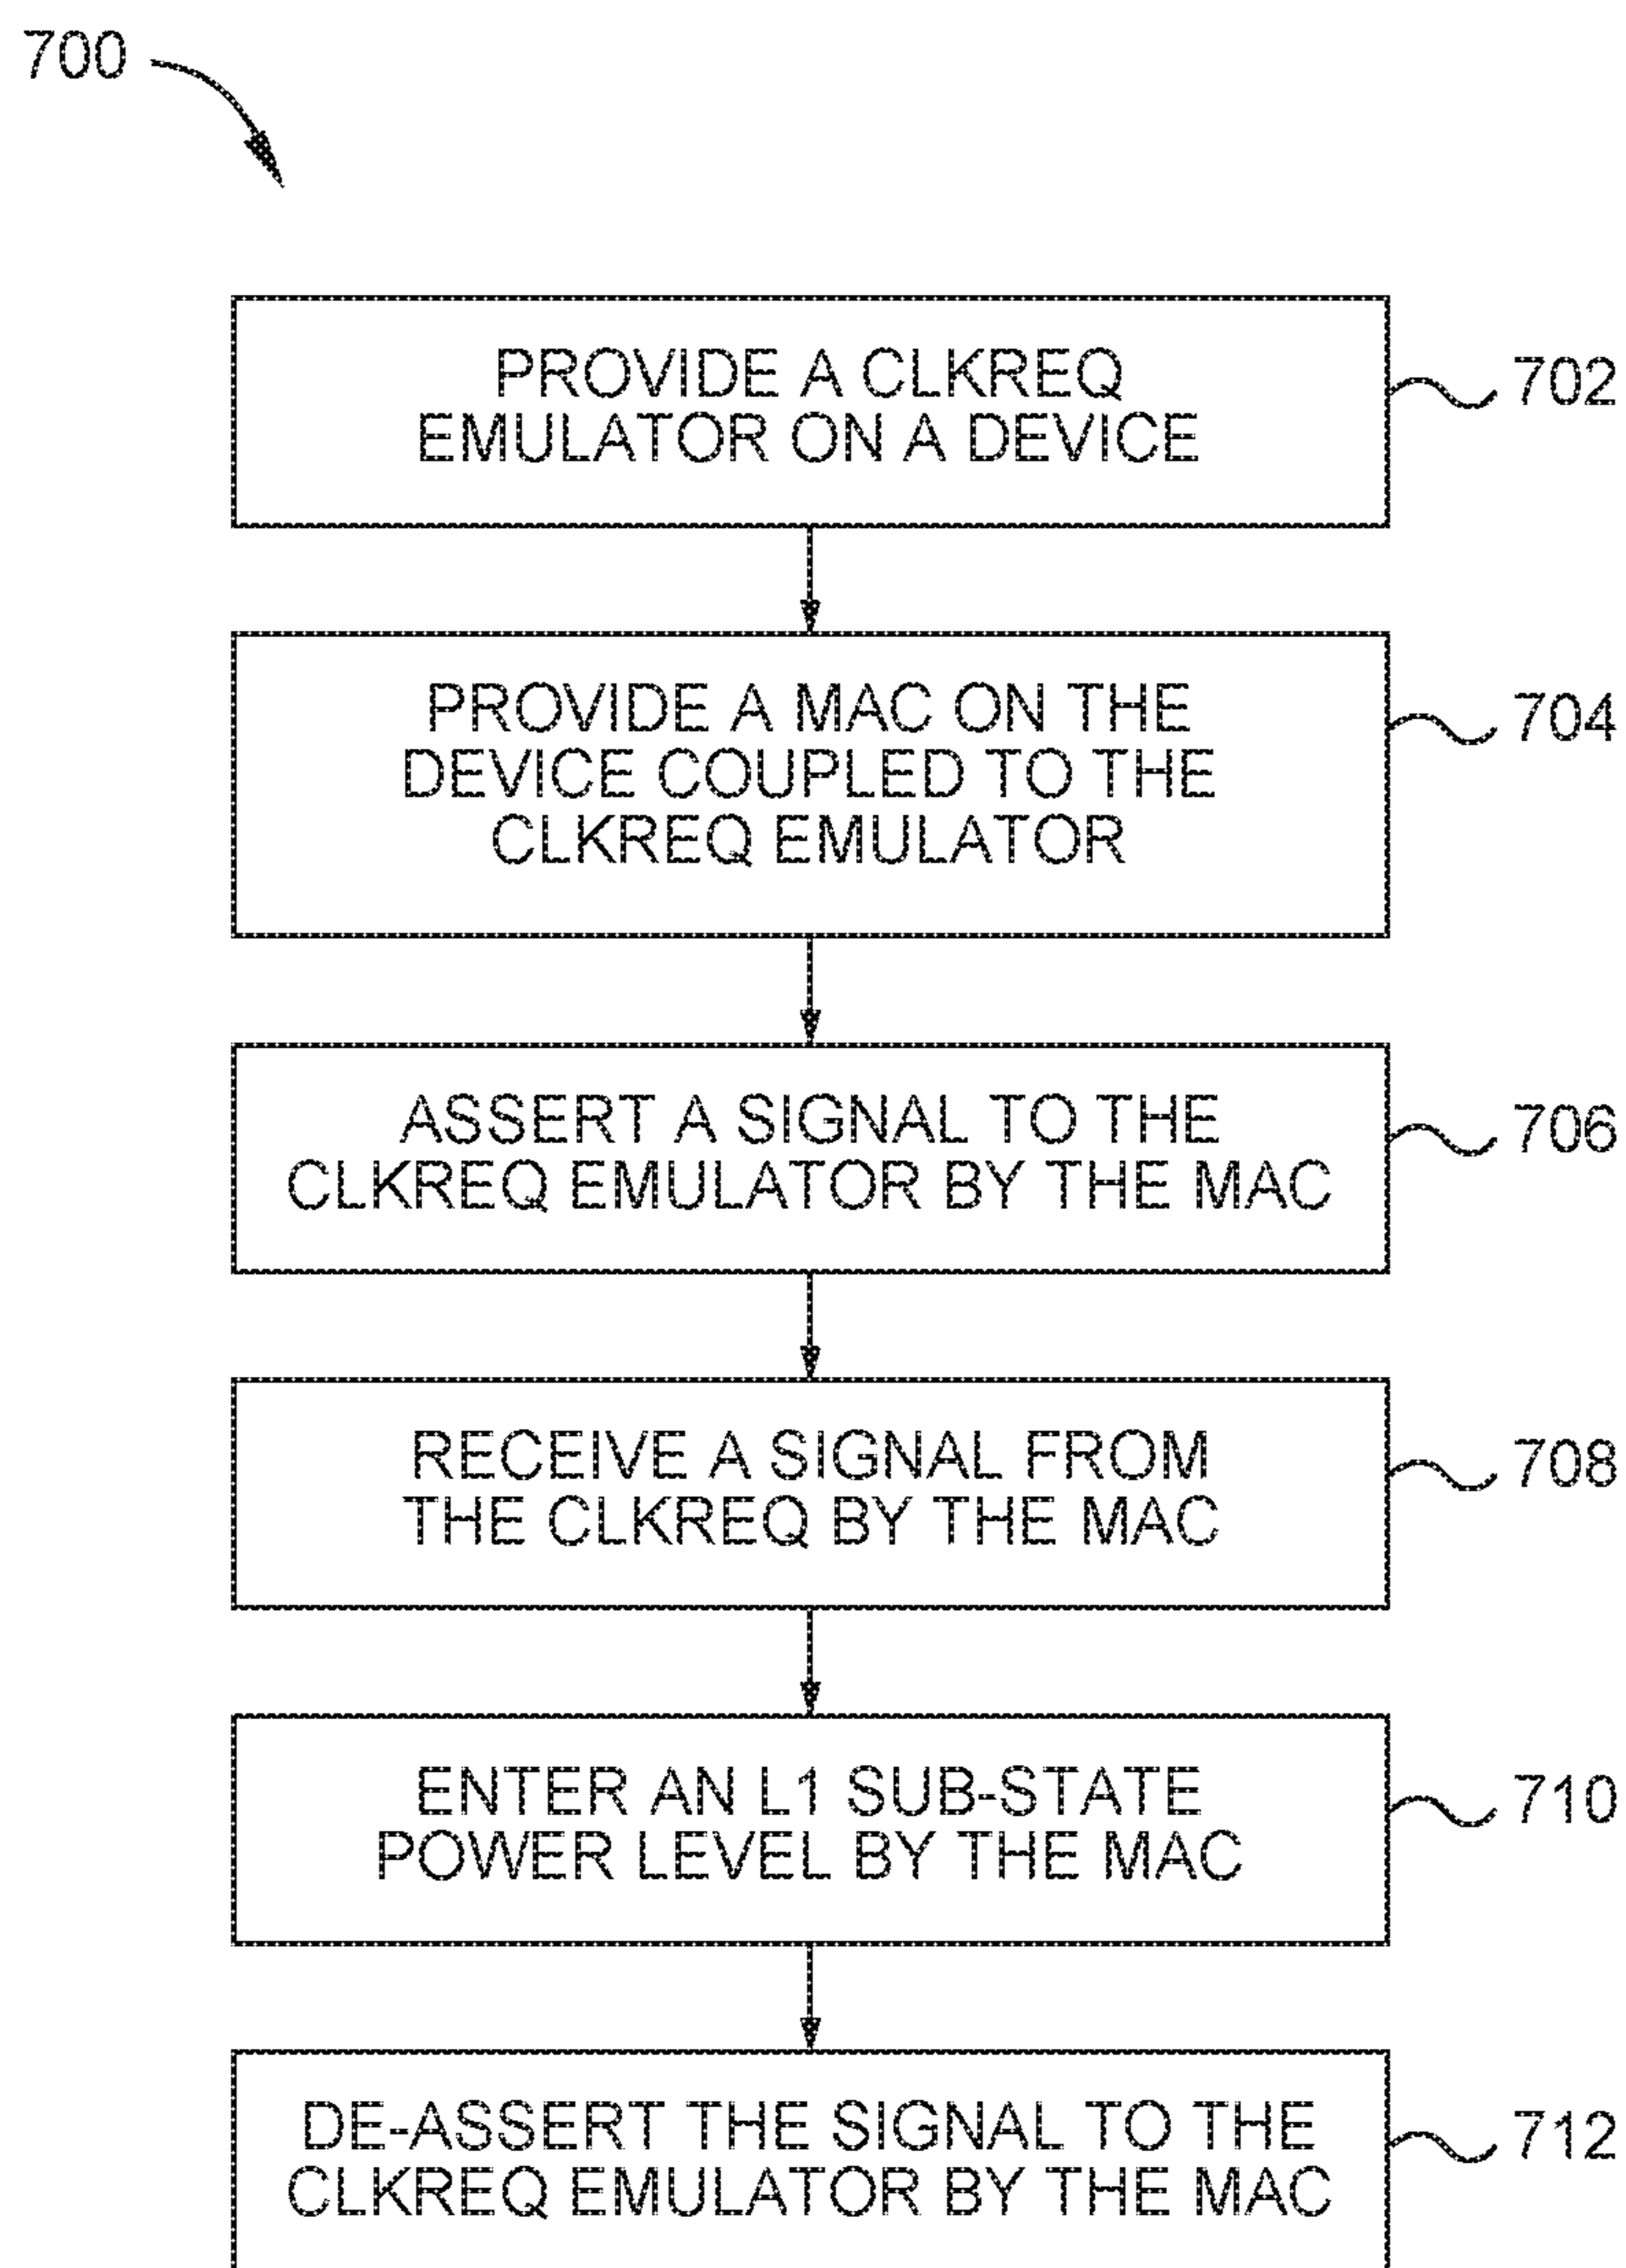 700
PROVIDE A CLKREQ
EMULATOR ON A DEVICE
702
PROVIDE A MAC ON THE
DEVICE COUPLED TO THE
CLKREQ EMULATOR
704
ASSERT A SIGNAL TO THE
CLKREQ EMULATOR BY THE MAC
706
RECEIVE A SIGNAL FROM
THE CLKREQ BY THE MAC
708
ENTER AN L1 SUB-STATE
POWER LEVEL BY THE MAC
710
DE-ASSERT THE SIGNAL TO THE
CLKREQ EMULATOR BY THE MAC
712